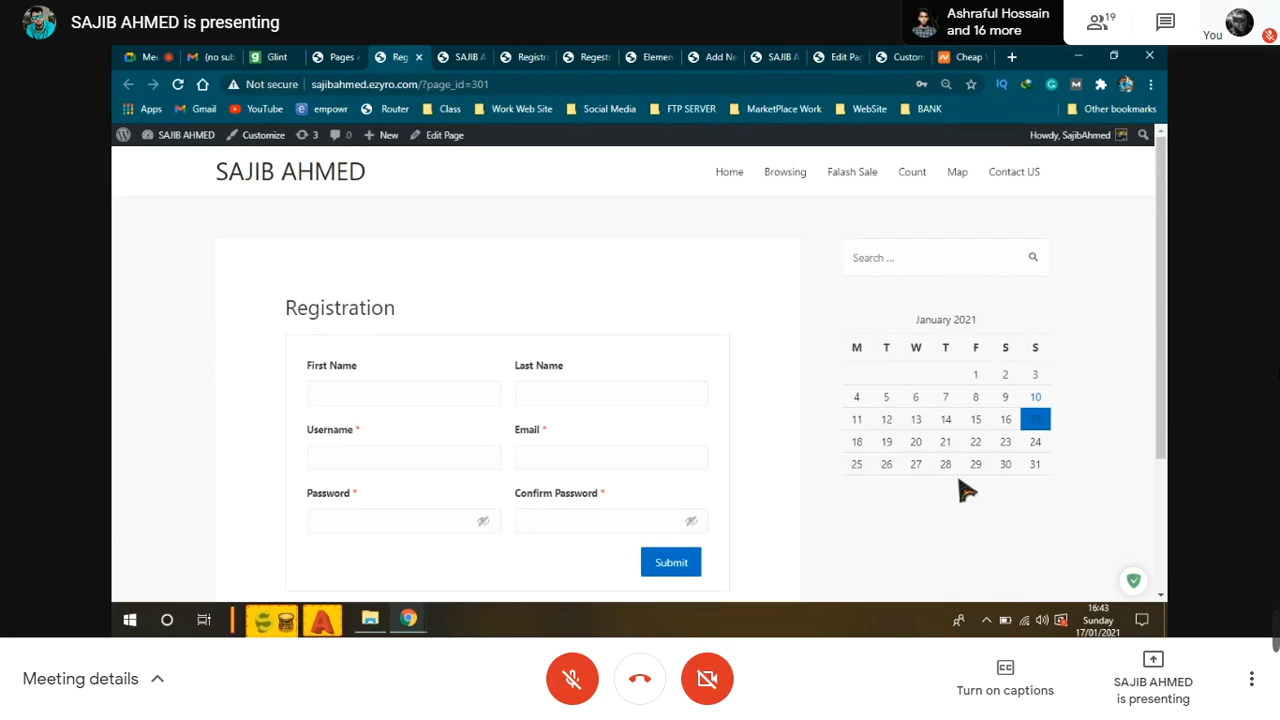 SAJIB AHMED is presenting
Ashraful Hossain
and 16 more
19
You
Mee
(no sub
Glint
Pages
Reg
SAJIB A
Registra
Registr
Elemen
Add Ne
SAJIB A
Edit Pa
Custom
Cheap
Not secure
sajibahmed.ezyro.com/?page_id=301
Apps
Gmail
YouTube
empowr
Router
Class
Work Web Site
Social Media
FTP SERVER
MarketPlace Work
WebSite
BANK
Other bookmarks
SAJIB AHMED
Customize
3
0
New
Edit Page
Howdy, SajibAhmed
SAJIB AHMED
Home
Browsing
Falash Sale
Count
Map
Contact US
Search ...
January 2021
M T W T F S S
1 2 3
4 5 6 7 8 9 10
11 12 13 14 15 16 17
18 19 20 21 22 23 24
25 26 27 28 29 30 31
Registration
First Name
Last Name
Username *
Email *
Password *
Confirm Password *
Submit
16:43
Sunday
17/01/2021
Meeting details
Turn on captions
SAJIB AHMED
is presenting